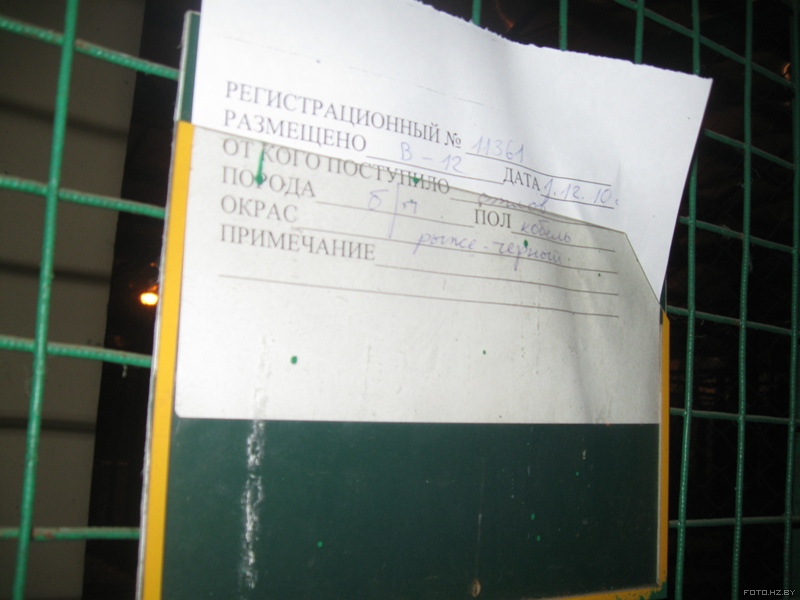 РЕГИСТРАЦИОННЫЙ № 11361
РАЗМЕЩЕНО В-12 ДАТА 1.12.10.
ОТ КОГО ПОСТУПИЛО отлов
ПОРОДА б/п ПОЛ кобель
ОКРАС рыже-черный
ПРИМЕЧАНИЕ
FOTO.HZ.BY